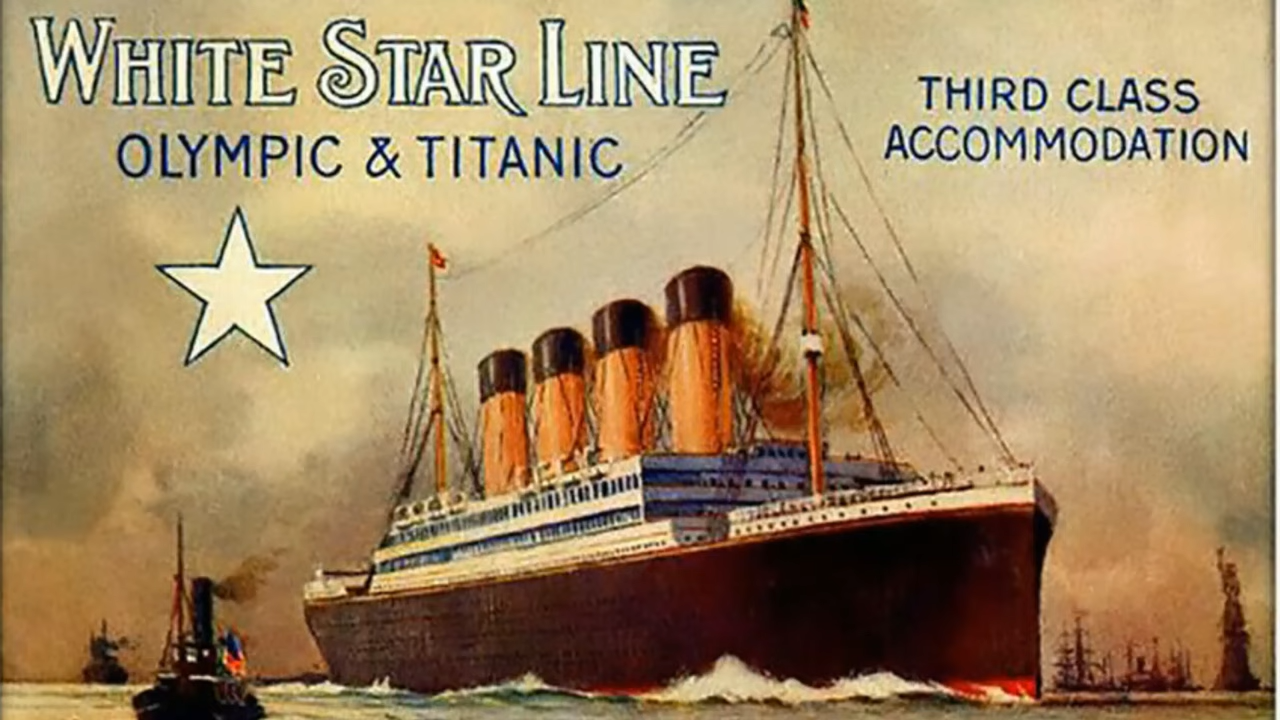 WHITE STAR LINE
OLYMPIC & TITANIC
THIRD CLASS
ACCOMMODATION